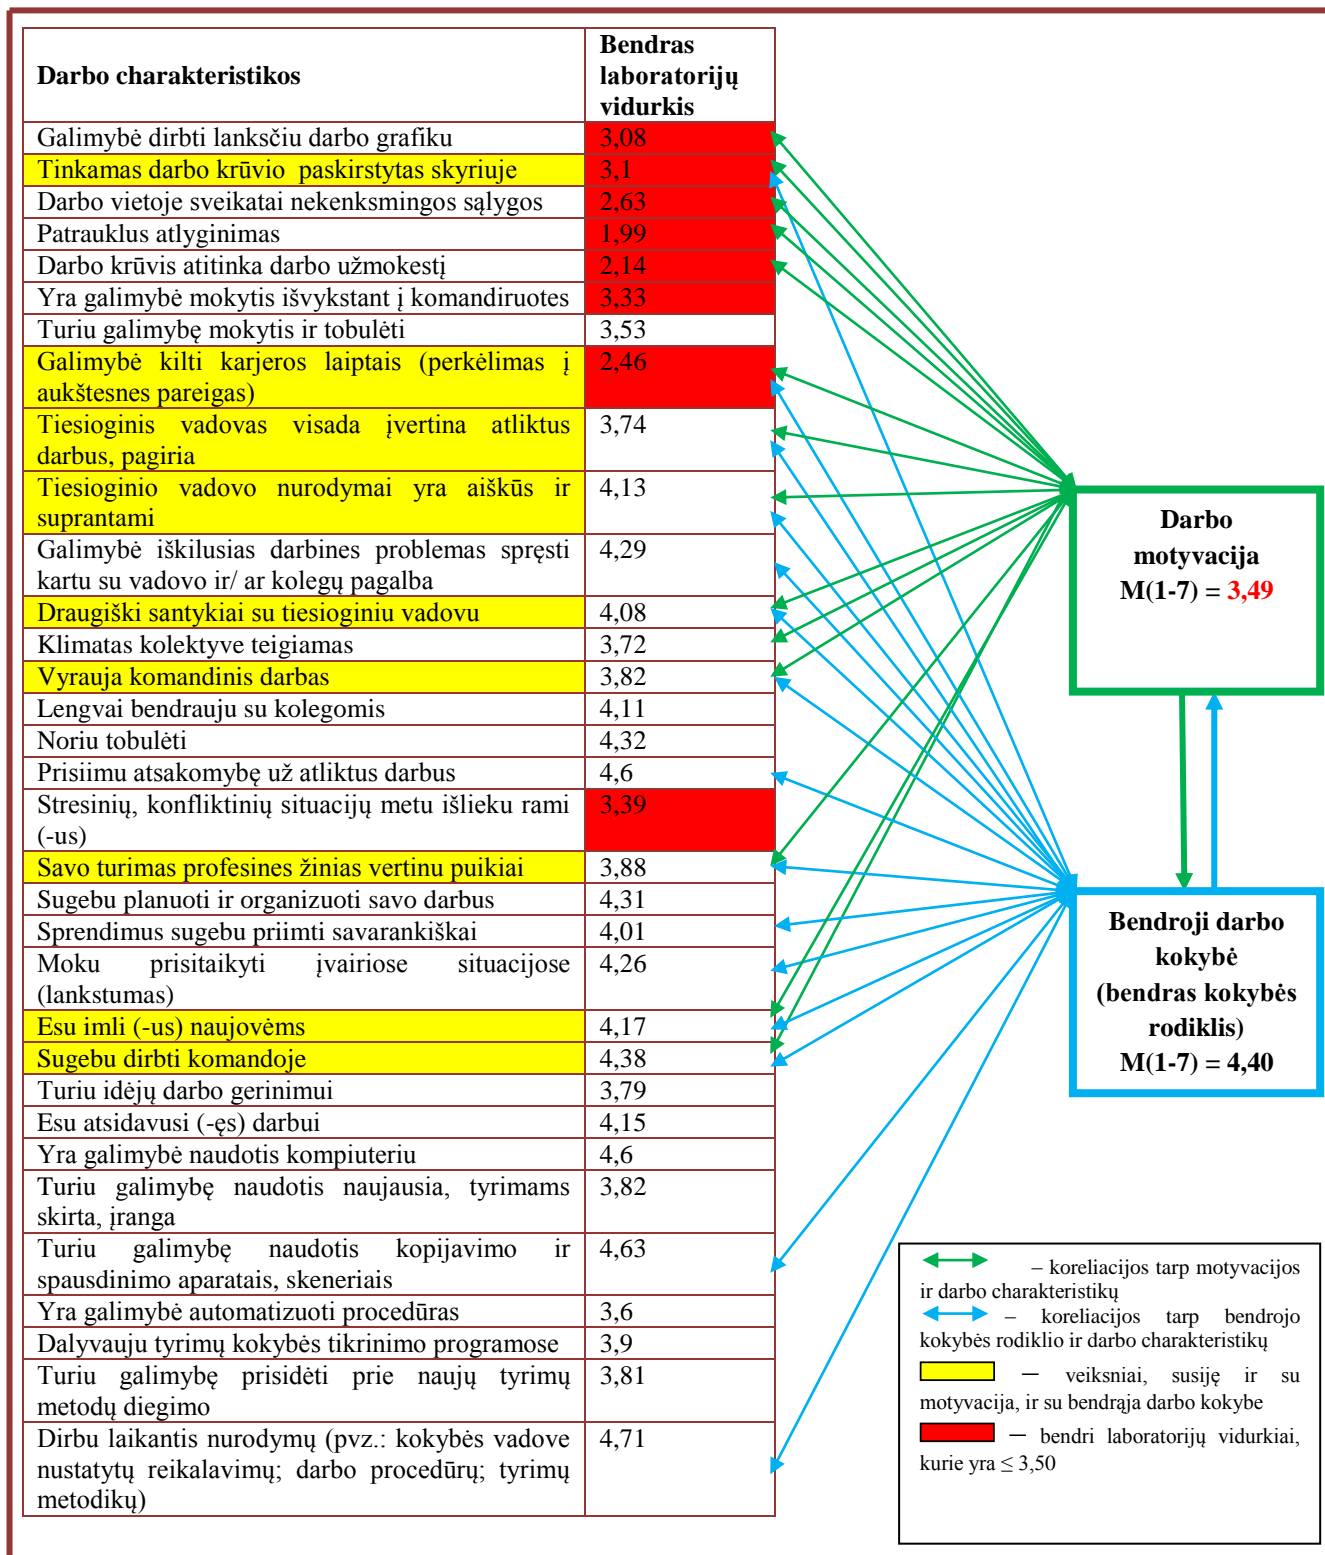 Darbo charakteristikos
Bendras
laboratorijų
vidurkis
Galimybė dirbti lanksčiu darbo grafiku 3,08
Tinkamas darbo krūvio paskirstytas skyriuje 3,1
Darbo vietoje sveikatai nekenksmingos sąlygos 2,63
Patrauklus atlyginimas 1,99
Darbo krūvis atitinka darbo užmokestį 2,14
Yra galimybė mokytis išvykstant į komandiruotes 3,33
Turiu galimybę mokytis ir tobulėti 3,53
Galimybė kilti karjeros laiptais (perkėlimas į 2,46
aukštesnes pareigas)
Tiesioginis vadovas visada įvertina atliktus 3,74
darbus, pagiria
Tiesioginio vadovo nurodymai yra aiškūs ir 4,13
suprantami
Galimybė iškilusias darbines problemas spręsti 4,29
kartu su vadovo ir/ ar kolegų pagalba
Draugiški santykiai su tiesioginiu vadovu 4,08
Klimatas kolektyve teigiamas 3,72
Vyrauja komandinis darbas 3,82
Lengvai bendrauju su kolegomis 4,11
Noriu tobulėti 4,32
Prisiimu atsakomybę už atliktus darbus 4,6
Stresinių, konfliktinių situacijų metu išlieku rami 3,39
(-us)
Savo turimas profesines žinias vertinu puikiai 3,88
Sugebu planuoti ir organizuoti savo darbus 4,31
Sprendimus sugebu priimti savarankiškai 4,01
Moku prisitaikyti įvairiose situacijose 4,26
(lankstumas)
Esu imli (-us) naujovėms 4,17
Sugebu dirbti komandoje 4,38
Turiu idėjų darbo gerinimui 3,79
Esu atsidavusi (-ęs) darbui 4,15
Yra galimybė naudotis kompiuteriu 4,6
Turiu galimybę naudotis naujausia, tyrimams 3,82
skirta, įranga
Turiu galimybę naudotis kopijavimo ir 4,63
spausdinimo aparatais, skeneriais
Yra galimybė automatizuoti procedūras 3,6
Dalyvauju tyrimų kokybės tikrinimo programose 3,9
Turiu galimybę prisidėti prie naujų tyrimų 3,81
metodų diegimo
Dirbu laikantis nurodymų (pvz.: kokybės vadove 4,71
nustatytų reikalavimų; darbo procedūrų; tyrimų
metodikų)
Darbo
motyvacija
M(1-7) = 3,49
Bendroji darbo
kokybė
(bendras kokybės
rodiklis)
M(1-7) = 4,40
– koreliacijos tarp motyvacijos
ir darbo charakteristikų
– koreliacijos tarp bendrojo
kokybės rodiklio ir darbo charakteristikų
— veiksniai, susiję ir su
motyvacija, ir su bendrąja darbo kokybe
— bendri laboratorijų vidurkiai,
kurie yra ≤ 3,50